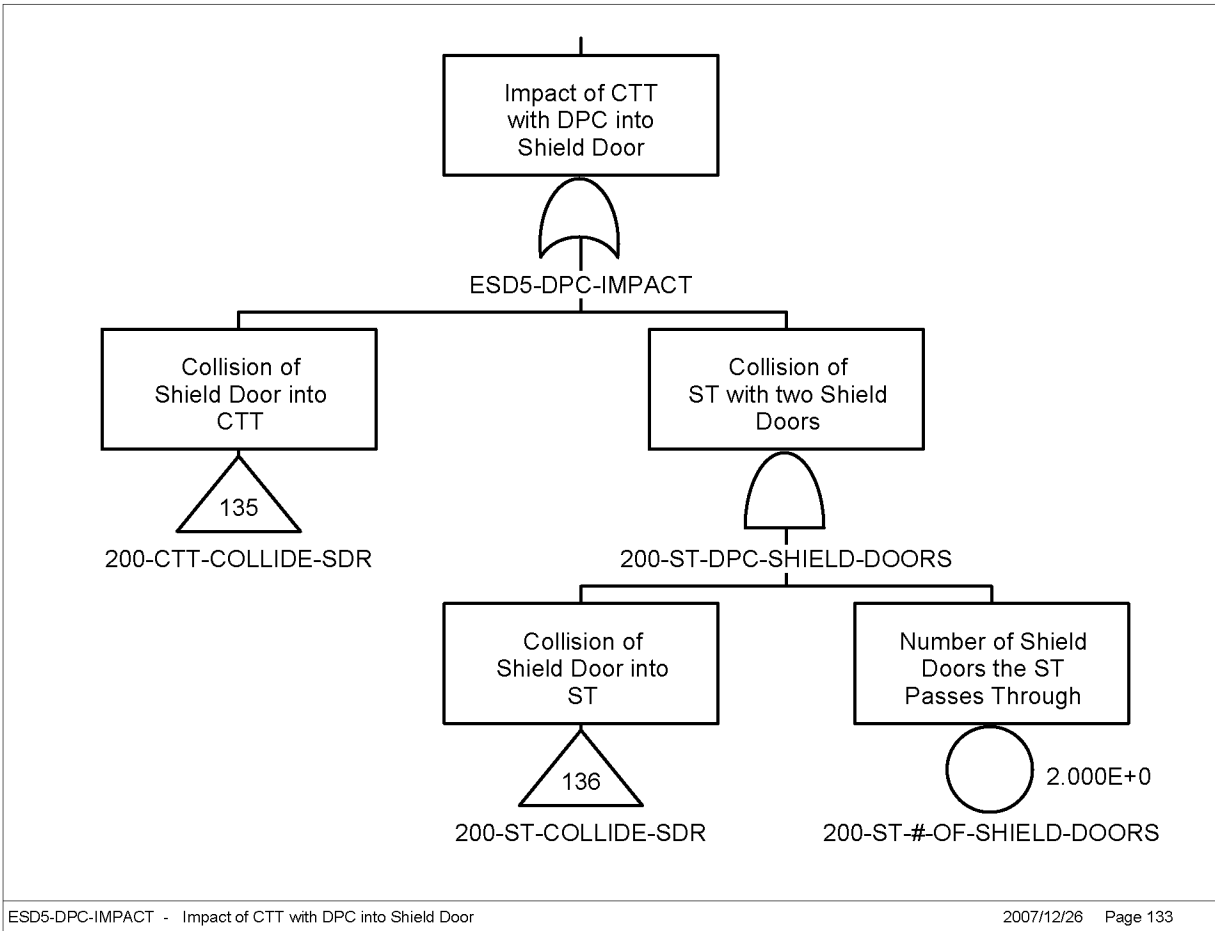 Impact of CTT
with DPC into
Shield Door
ESD5-DPC-IMPACT
Collision of
Shield Door into
CTT
135
200-CTT-COLLIDE-SDR
Collision of
ST with two Shield
Doors
200-ST-DPC-SHIELD-DOORS
Collision of
Shield Door into
ST
136
200-ST-COLLIDE-SDR
Number of Shield
Doors the ST
Passes Through
2.000E+0
200-ST-#-OF-SHIELD-DOORS
ESD5-DPC-IMPACT - Impact of CTT with DPC into Shield Door
2007/12/26 Page 133